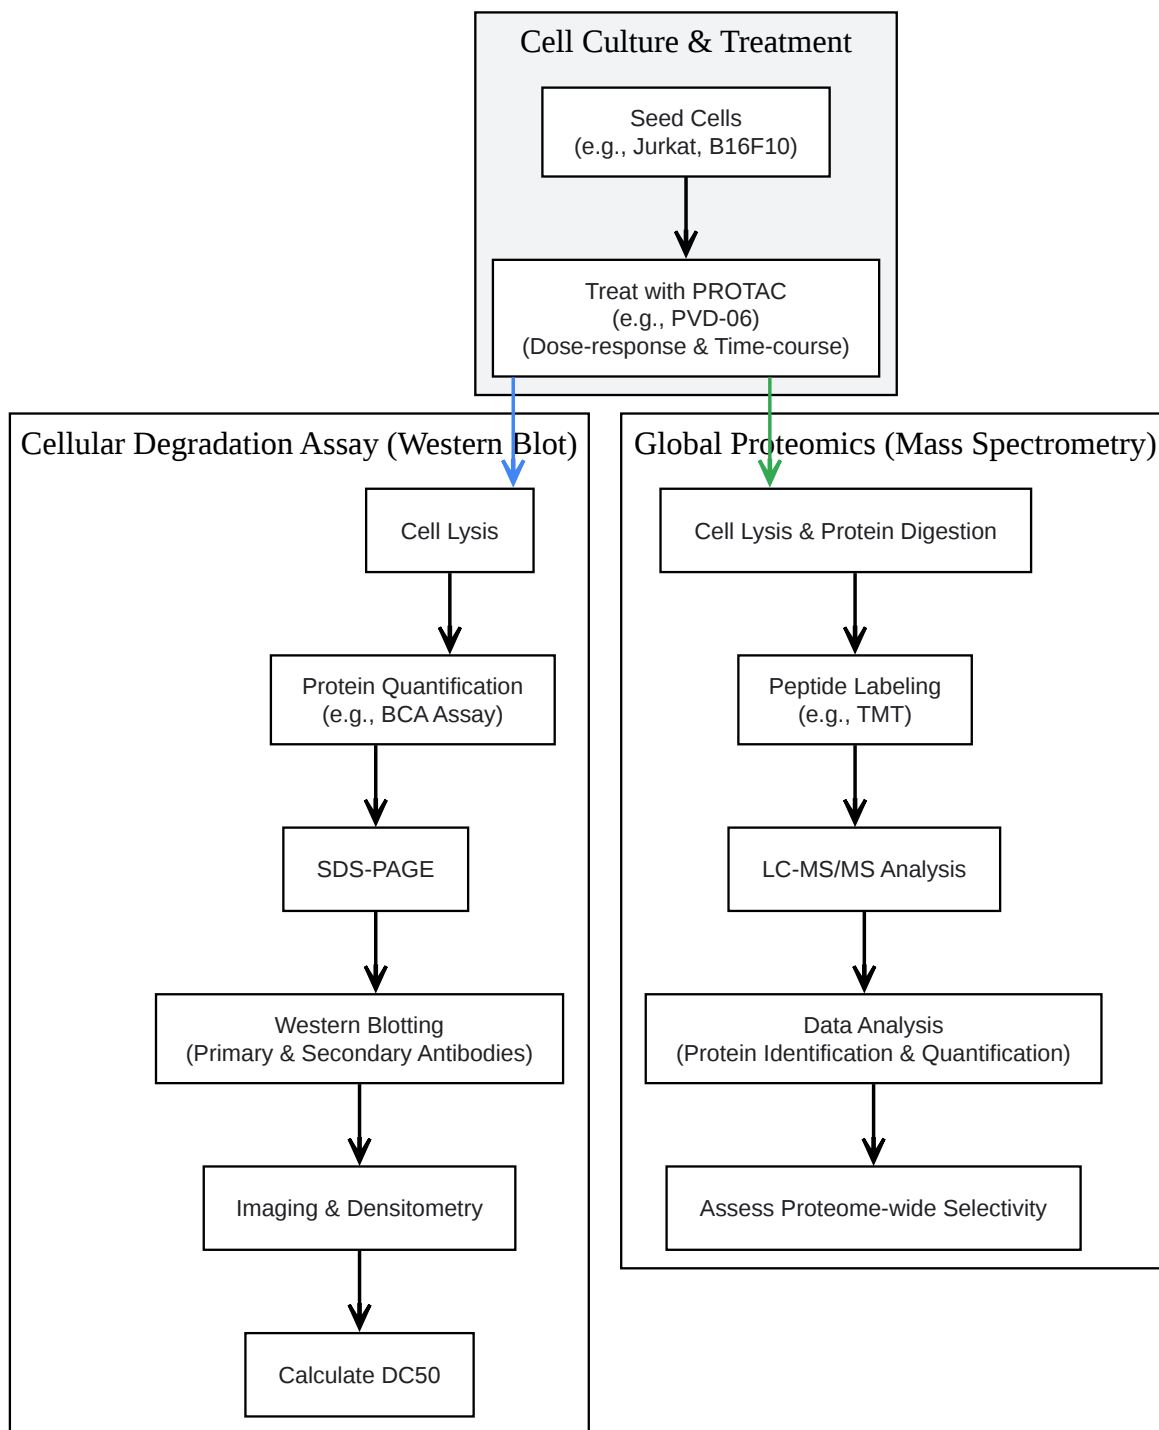 Cell Culture & Treatment
Seed Cells
(e.g., Jurkat, B16F10)
Treat with PROTAC
(e.g., PVD-06)
(Dose-response & Time-course)
Cellular Degradation Assay (Western Blot)
Cell Lysis
Protein Quantification
(e.g., BCA Assay)
SDS-PAGE
Western Blotting
(Primary & Secondary Antibodies)
Imaging & Densitometry
Calculate DC50
Global Proteomics (Mass Spectrometry)
Cell Lysis & Protein Digestion
Peptide Labeling
(e.g., TMT)
LC-MS/MS Analysis
Data Analysis
(Protein Identification & Quantification)
Assess Proteome-wide Selectivity